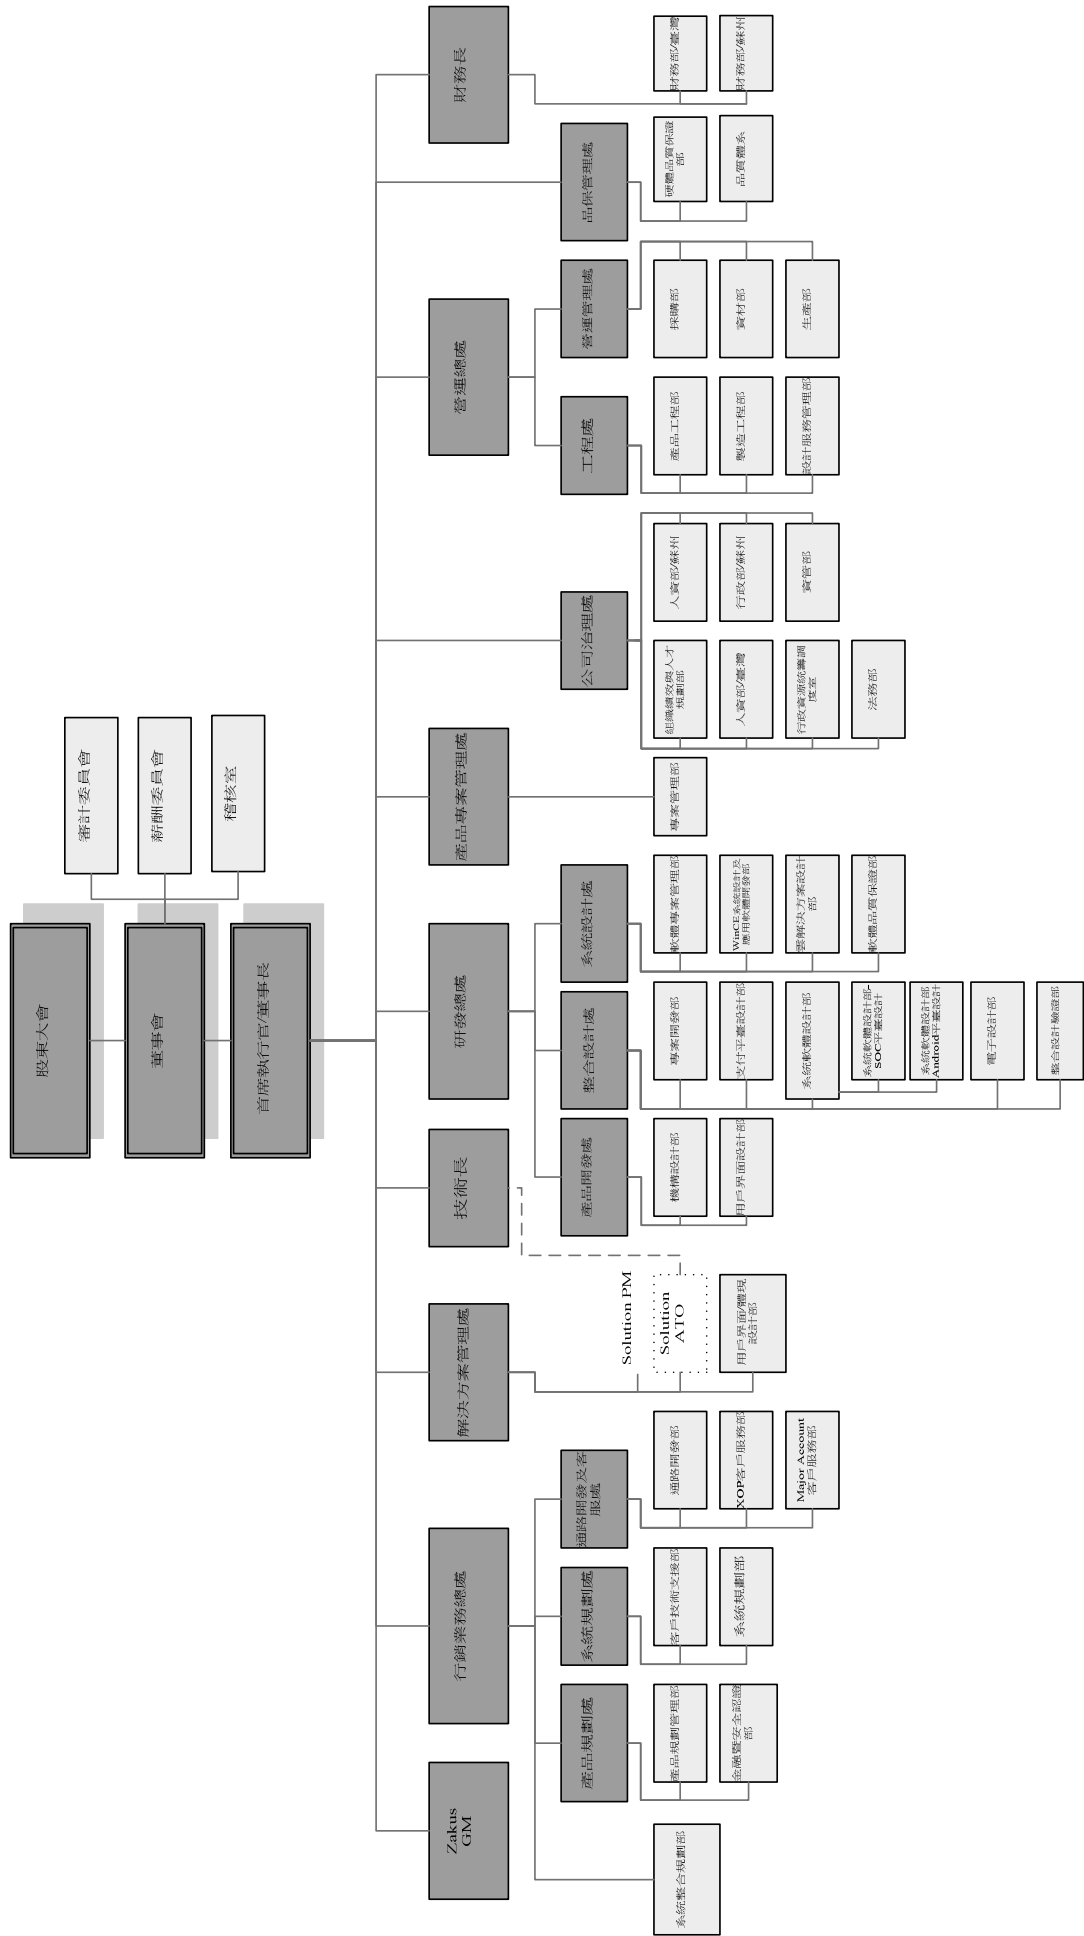 股東大會
董事會
首席執行官/董事長
審計委員會
薪酬委員會
稽核室
Zakus
GM
行銷業務總處
解決方案管理處
技術長
研發總處
產品專案管理處
營運總處
財務長
產品規劃處
系統規劃處
通路開發及客
服處
產品開發處
整合設計處
系統設計處
公司治理處
工程處
營運管理處
品保管理處
系統整合規劃部
產品規劃管理部
金融暨安全認證
部
客戶技術支援部
系統規劃部
通路開發部
XOP客戶服務部
Major Account
客戶服務部
Solution PM
Solution
ATO
用戶界面/體現
設計部
機構設計部
用戶界面設計部
專案開發部
支付平臺設計部
系統軟體設計部
系統軟體設計部-
SOC平臺設計
系統軟體設計部
Android平臺設計
電子設計部
整合設計驗證部
軟體專案管理部
WinCE系統設計及
應用軟體開發部
雲解決方案設計
部
軟體品質保證部
專案管理部
組織績效與人才
規劃部
人資部/臺灣
行政資源統籌調
度室
法務部
人資部/蘇州
行政部/蘇州
資管部
產品工程部
製造工程部
設計服務管理部
採購部
資材部
生產部
硬體品質保證
部
品質體系
財務部/臺灣
財務部/蘇州